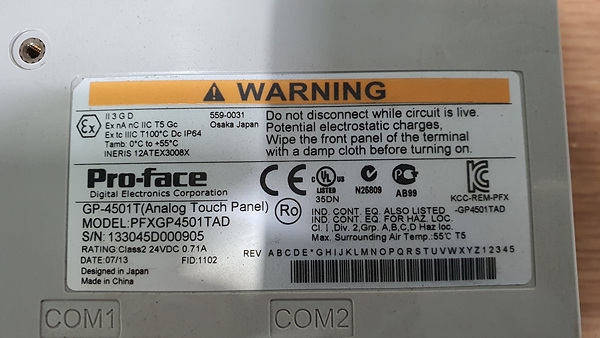 WARNING
II 3 G D
Ex nA nC IIC T5 Gc
Ex tc IIIC T100°C Dc IP64
Tamb: 0°C to +55°C
INERIS 12ATEX3008X
559-0031
Osaka Japan
Do not disconnect while circuit is live.
Potential electrostatic charges,
Wipe the front panel of the terminal
with a damp cloth before turning on.
Pro-face
Digital Electronics Corporation
CE
UL
LISTED
35DN
N25809
AB99
KCC-REM-PFX
-GP4501TAD
GP-4501T(Analog Touch Panel)
MODEL:PFXGP4501TAD
S/N: 133045D000905
RATING:Class2 24VDC 0.71A
DATE:07/13 FID:1102
Designed in Japan
Made in China
Ro
IND. CONT. EQ. ALSO LISTED
IND. CONT. EQ. FOR HAZ. LOC.
CL.I, Div.2,Grp. A,B,C,D Haz. Loc.
Max. Surrounding Air Temp.:55°C T5
REV A B C D E * G H I J K L M N O P Q R S T U V W X Y Z 1 2 3 4 5
COM1
COM2